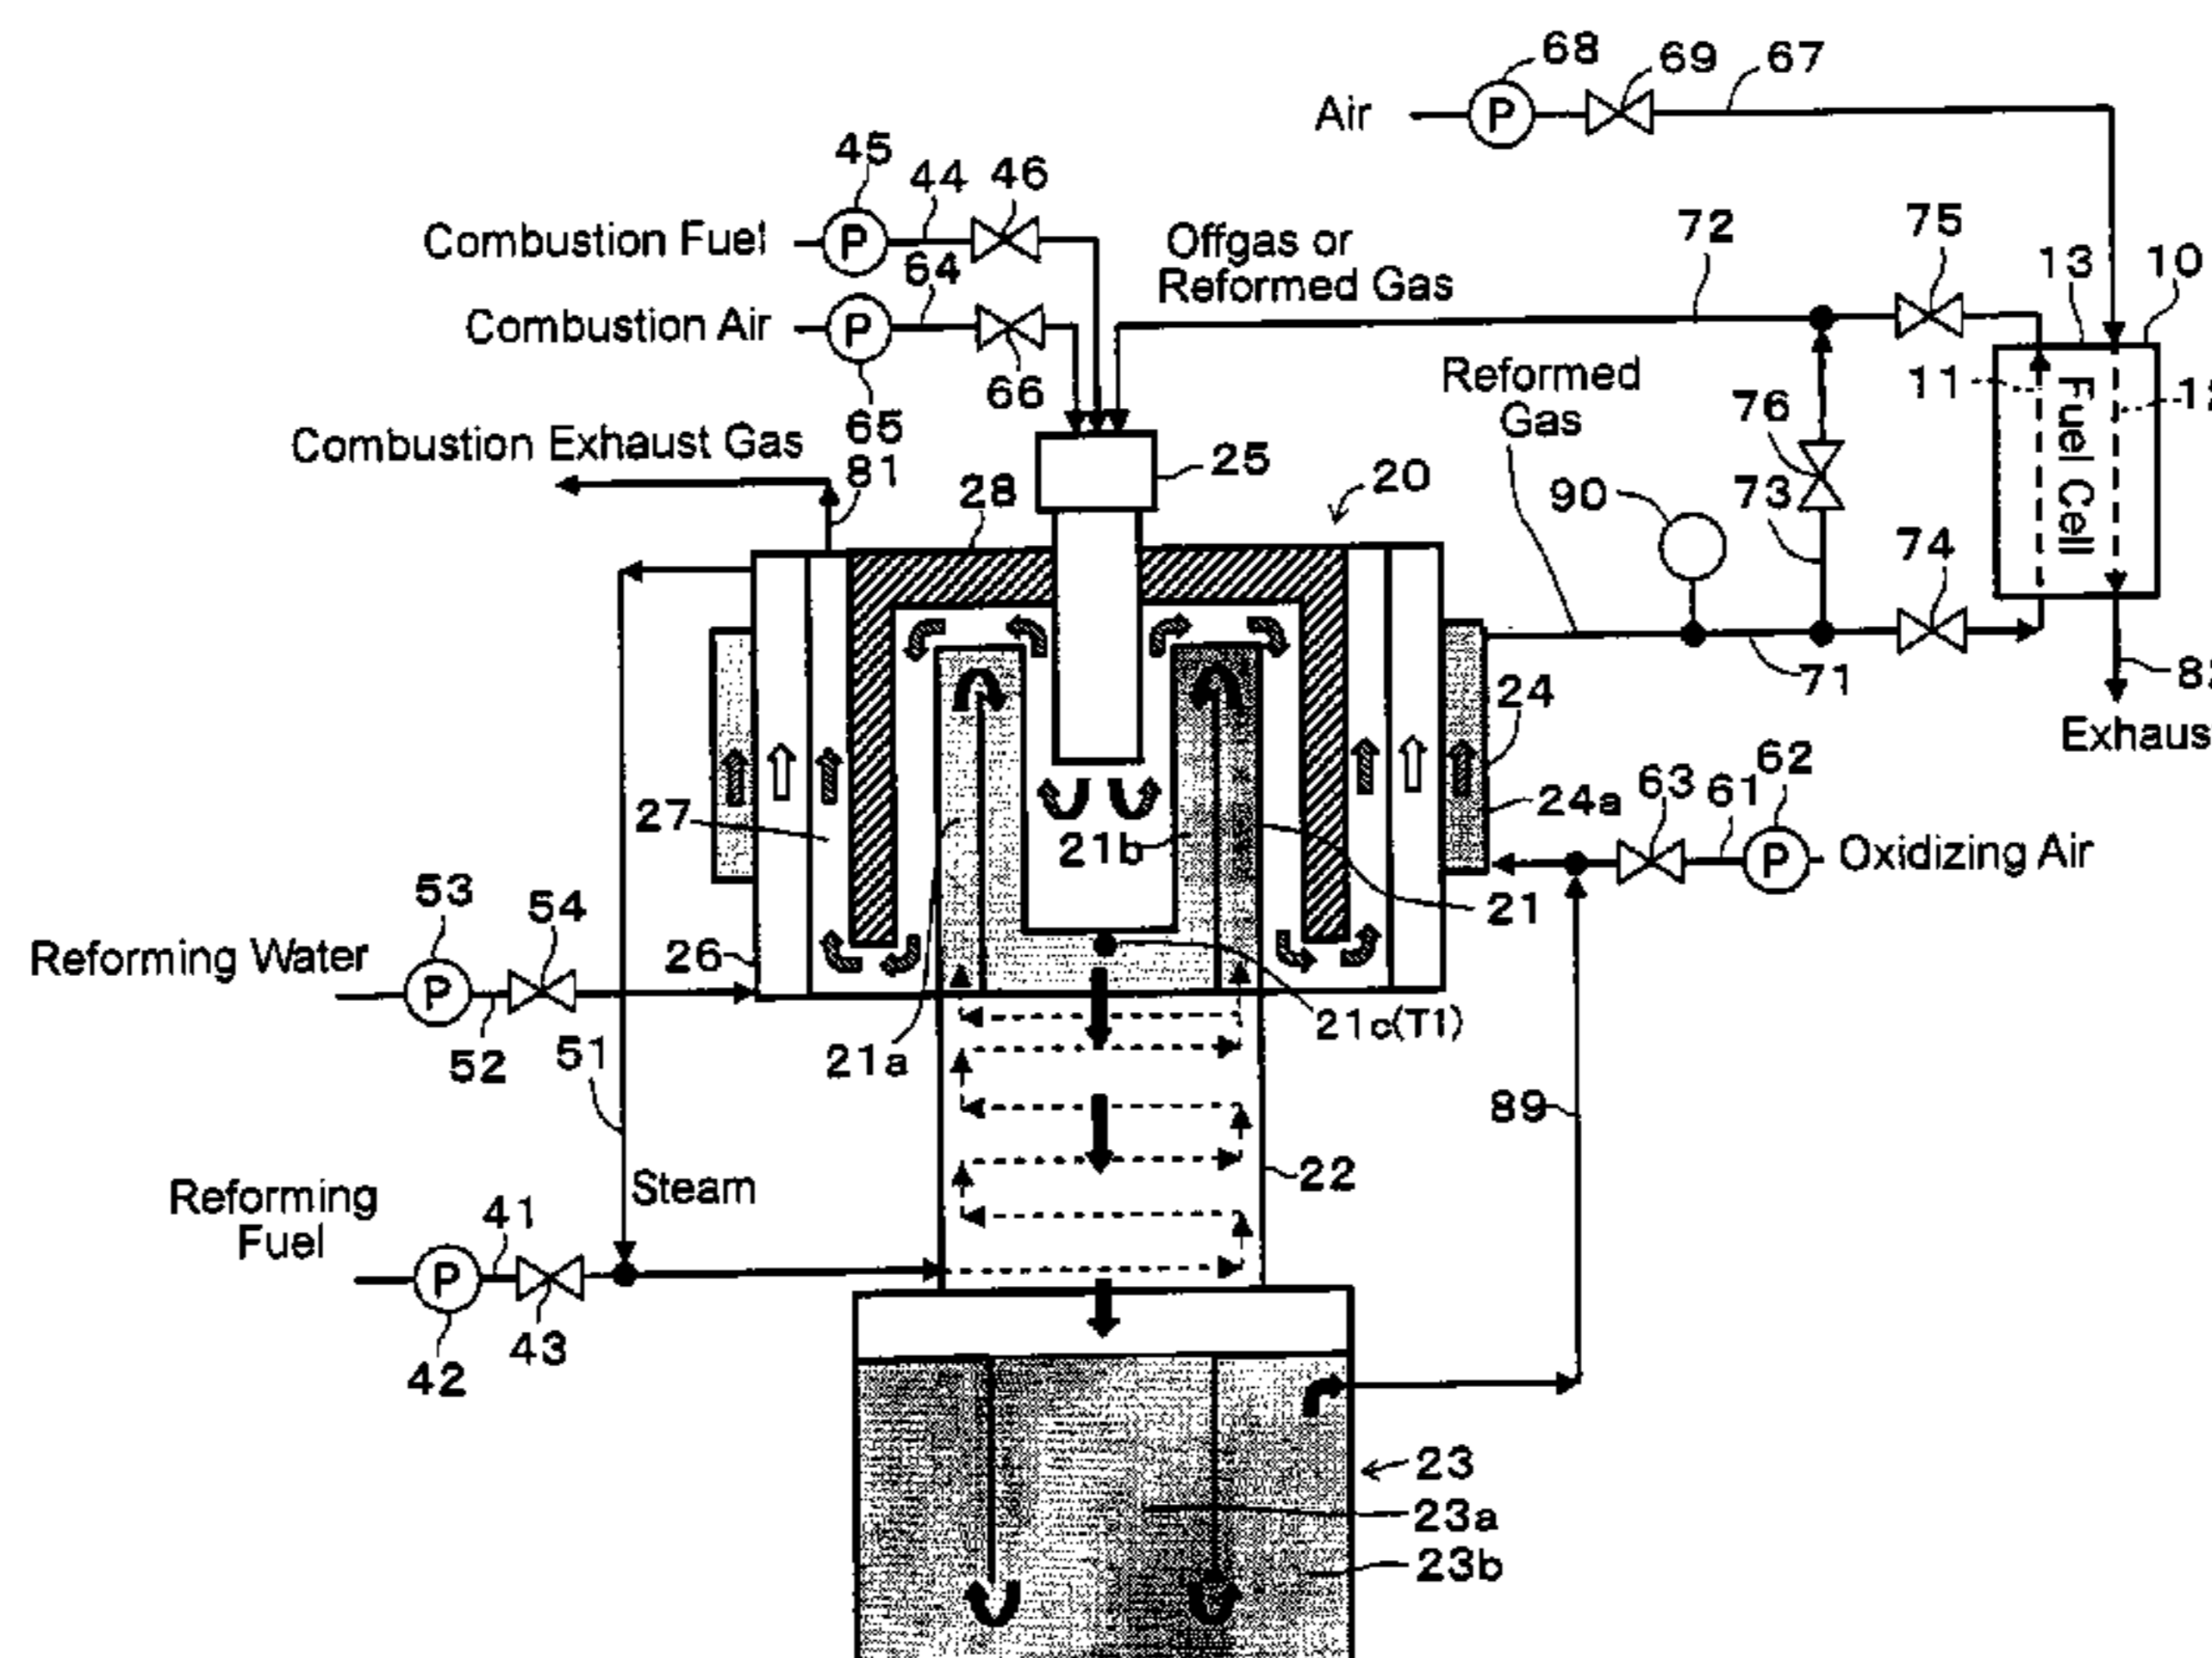 68
69
67
Air
P
45
44
46
Combustion Fuel
P
64
Combustion Air
P
66
65
Offgas or
Reformed Gas
72
75
13
10
11
Fuel Cell
Reformed
Gas
76
73
90
74
71
Combustion Exhaust Gas
81
25
28
20
24
24a
Exhaus
63
61
62
P
Oxidizing Air
27
21b
21
53
54
Reforming Water
P
52
26
51
21a
21c(T1)
89
22
Steam
Reforming
Fuel
41
P
43
42
23
23a
23b